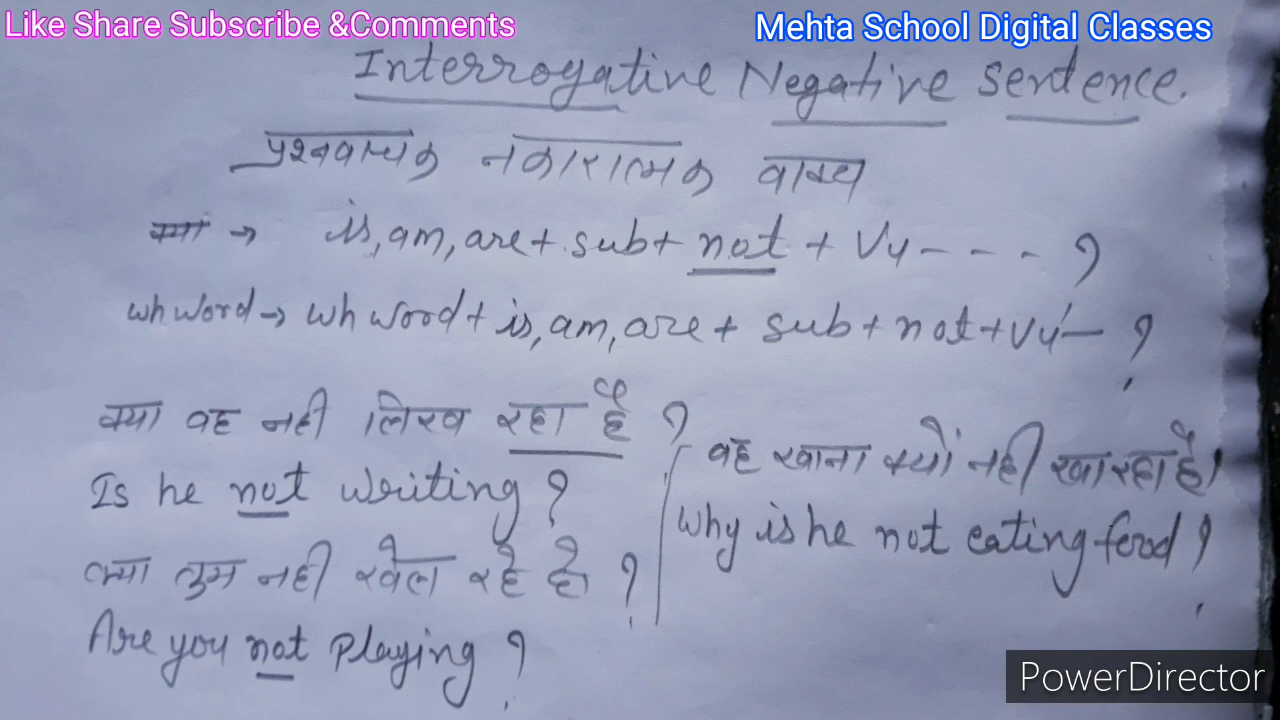 Like Share Subscribe &Comments
Mehta School Digital Classes
Interrogative Negative Sentence.
प्रश्नवाचक नकारात्मक वाक्य
क्या → is, am, are + sub + not + V4 - - - - ?
wh word → wh word + is, am, are + sub + not + V4 — ?
क्या वह नही लिख रहा है ?
Is he not writing ?
क्या तुम नही खेल रहे हो ?
Are you not Playing ?
वह खाना क्यों नही खा रहा है।
Why is he not eating food ?
PowerDirector